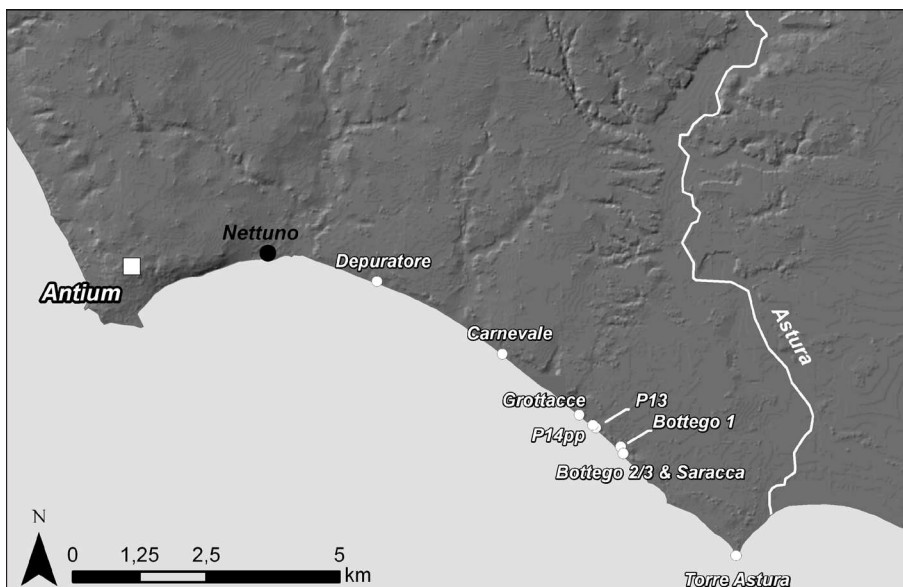 Nettuno
Depuratore
Antium
Astura
Carnevale
Grottacce
P13
P14pp
Bottego 1
Bottego 2/3 & Saracca
N
0 1,25 2,5 5
km
Torre Astura